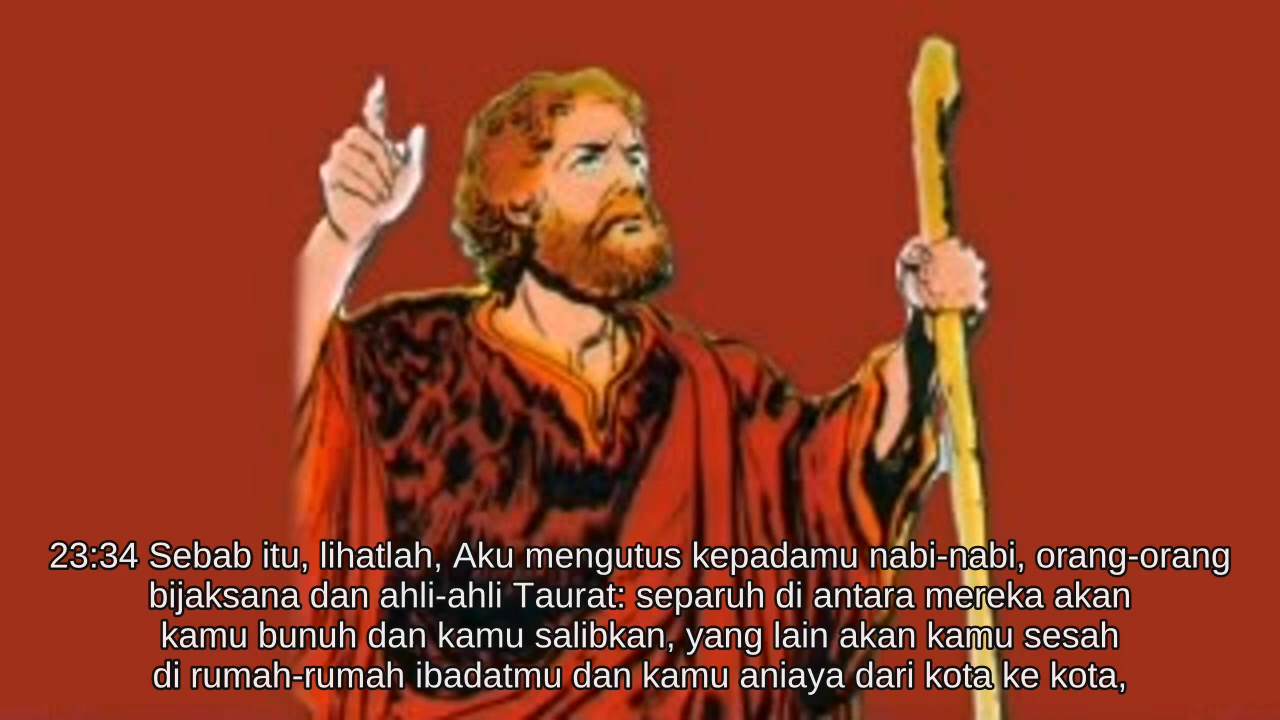 23:34 Sebab itu, lihatlah, Aku mengutus kepadamu nabi-nabi, orang-orang
bijaksana dan ahli-ahli Taurat: separuh di antara mereka akan
kamu bunuh dan kamu salibkan, yang lain akan kamu sesah
di rumah-rumah ibadatmu dan kamu aniaya dari kota ke kota,